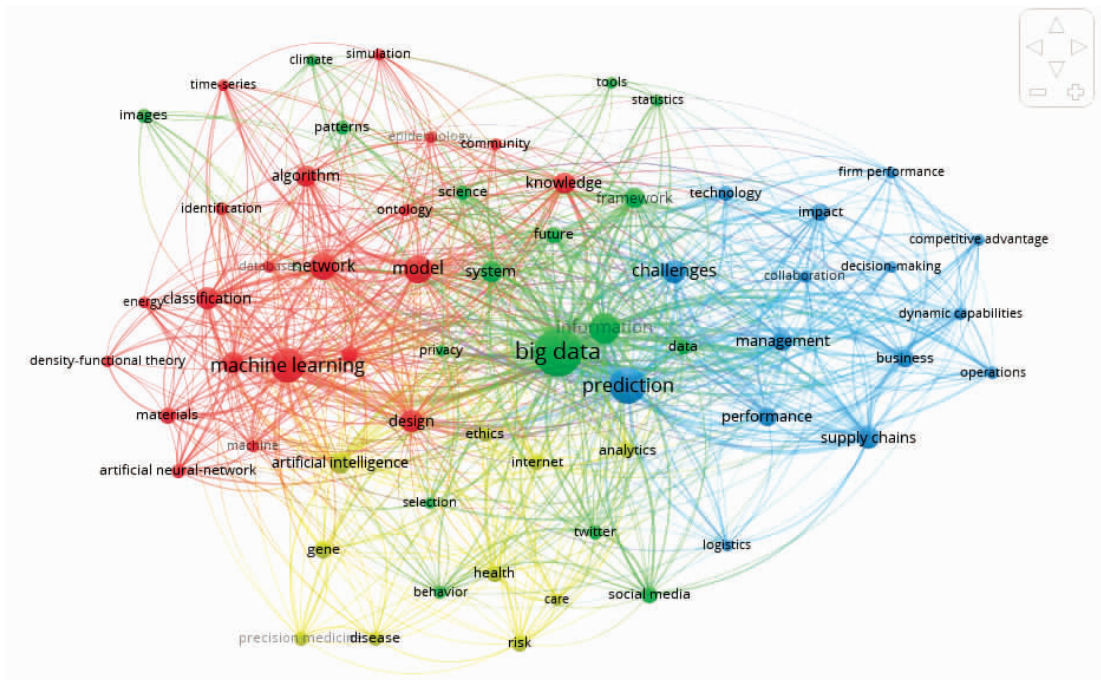 simulation
climate
time-series
tools
statistics
images
patterns
epidemiology
community
algorithm
firm performance
knowledge
science
technology
framework
identification
ontology
impact
future
competitive advantage
database
network
model
system
challenges
collaboration
decision-making
energy
classification
dynamic capabilities
information
management
privacy
data
big data
density-functional theory
machine learning
business
operations
prediction
materials
design
performance
ethics
supply chains
machine
analytics
artificial neural-network
artificial intelligence
internet
selection
twitter
logistics
gene
health
behavior
care
social media
precision medicine
disease
risk